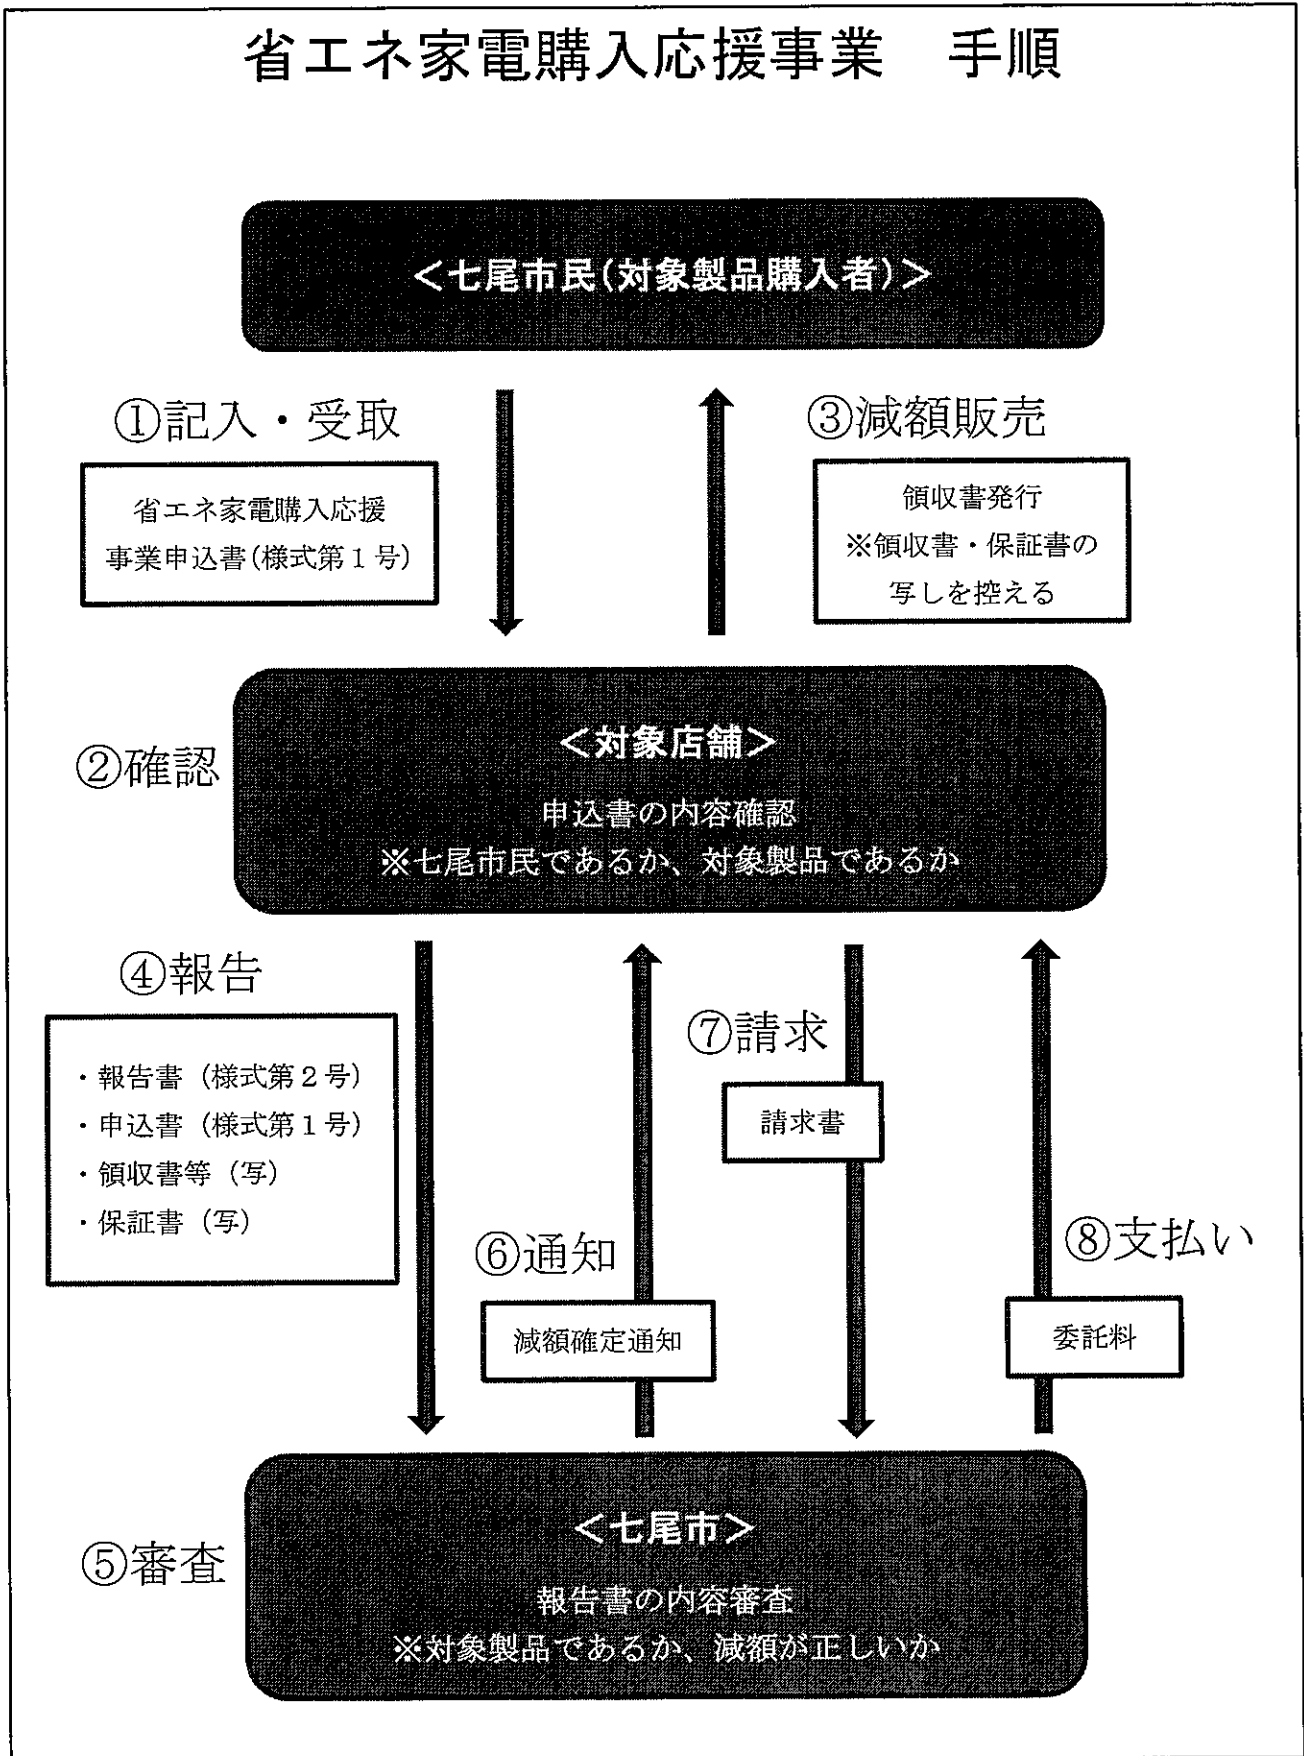 省エネ家電購入応援事業　手順
＜七尾市民(対象製品購入者)＞
①記入・受取
省エネ家電購入応援
事業申込書(様式第１号)
③減額販売
領収書発行
※領収書・保証書の
写しを控える
②確認
＜対象店舗＞
申込書の内容確認
※七尾市民であるか、対象製品であるか
④報告
・報告書（様式第２号）
・申込書（様式第１号）
・領収書等（写）
・保証書（写）
⑦請求
請求書
⑥通知
減額確定通知
⑧支払い
委託料
⑤審査
＜七尾市＞
報告書の内容審査
※対象製品であるか、減額が正しいか